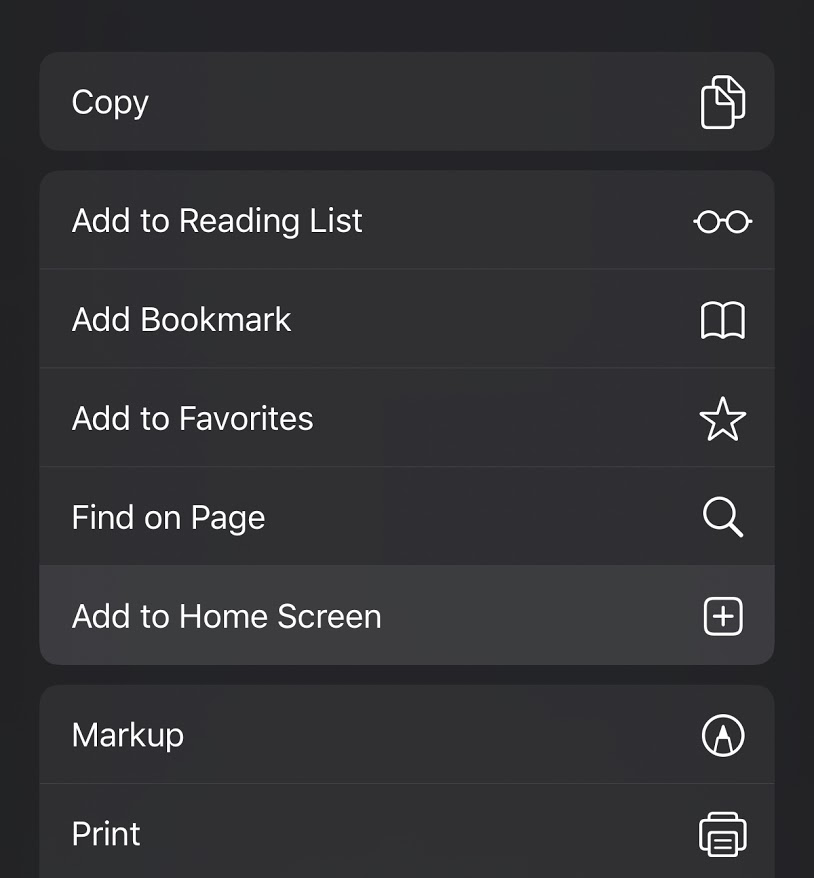 Copy
Add to Reading List
Add Bookmark
Add to Favorites
Find on Page
Add to Home Screen
Markup
Print